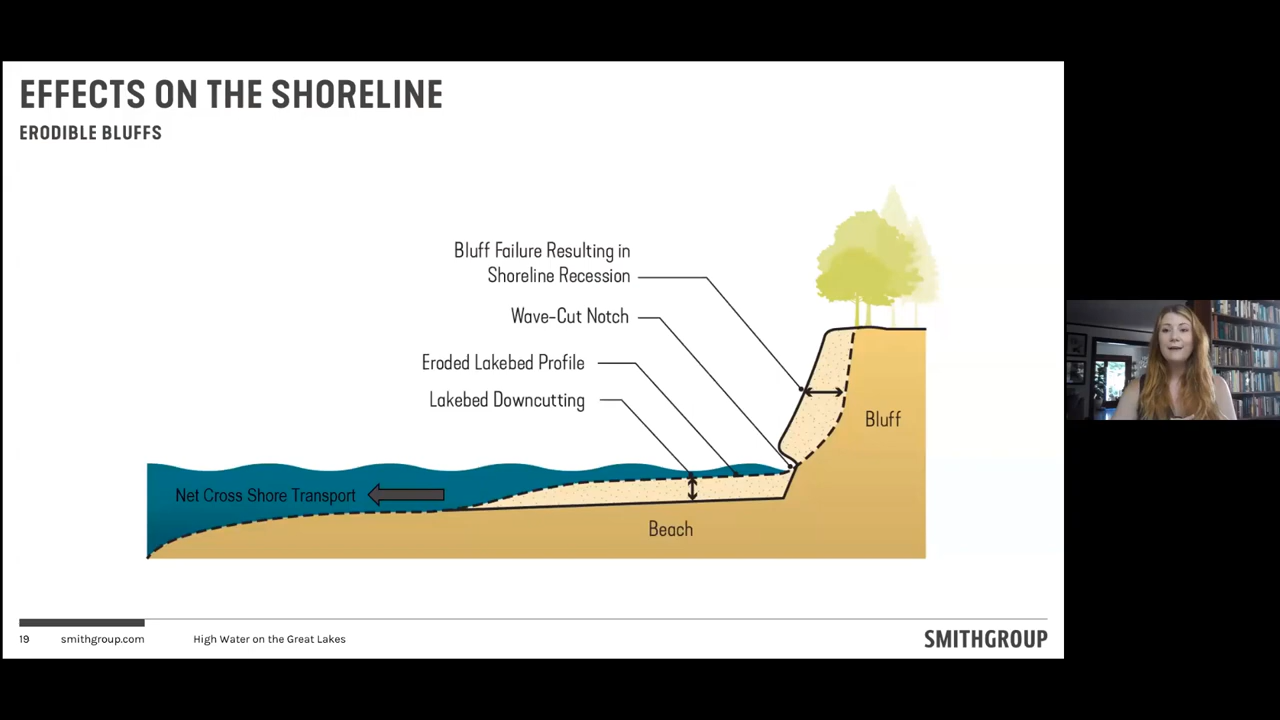 EFFECTS ON THE SHORELINE
ERODIBLE BLUFFS
Bluff Failure Resulting in
Shoreline Recession
Wave-Cut Notch
Eroded Lakebed Profile
Lakebed Downcutting
Bluff
Net Cross Shore Transport
Beach
19 smithgroup.com High Water on the Great Lakes SMITHGROUP